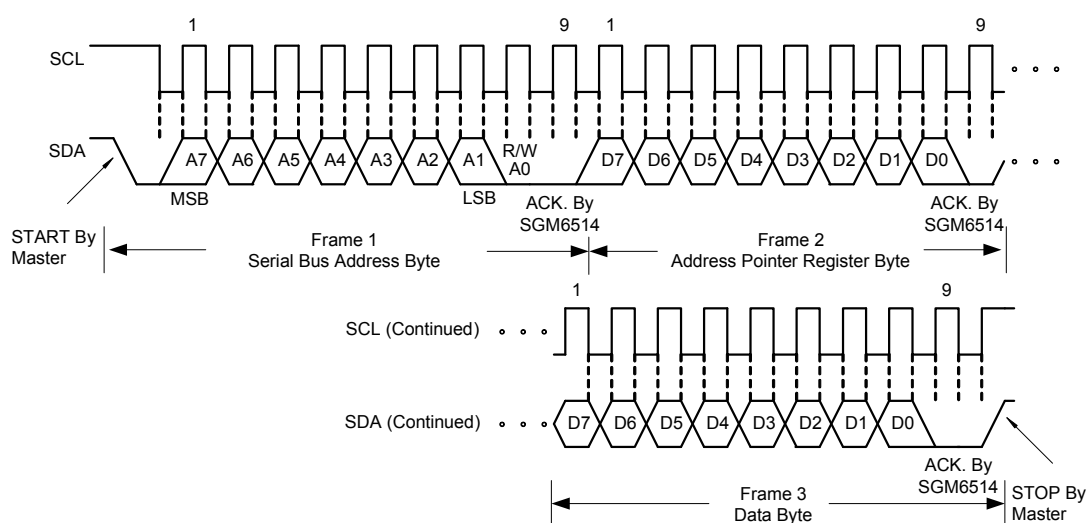 1 9 1 9
SCL
SDA A7 A6 A5 A4 A3 A2 A1 R/W A0 D7 D6 D5 D4 D3 D2 D1 D0
MSB LSB
ACK. By
SGM6514
ACK. By
SGM6514
START By
Master
Frame 1
Serial Bus Address Byte
Frame 2
Address Pointer Register Byte
1 9
SCL (Continued)
SDA (Continued) D7 D6 D5 D4 D3 D2 D1 D0
ACK. By
SGM6514
STOP By
Master
Frame 3
Data Byte